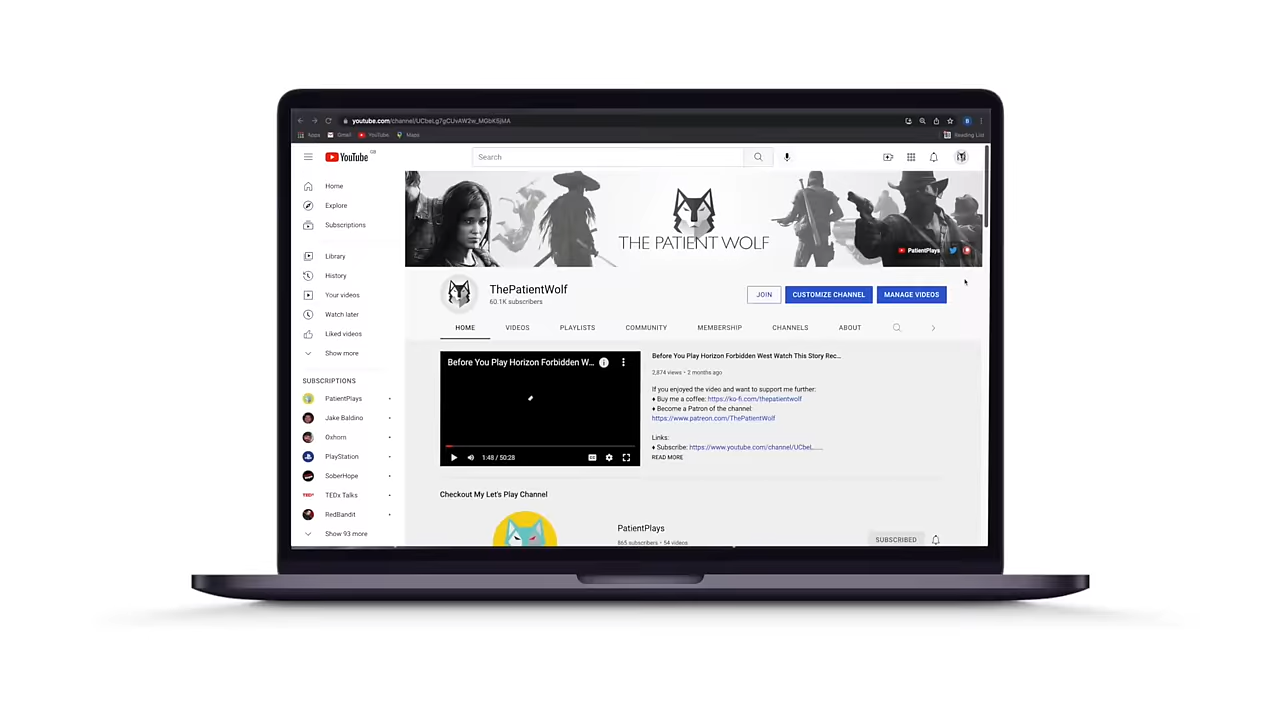 youtube.com/channel/UCbeLg7gCUvAW2w_MGbK5jMA
Apps Gmail YouTube Maps Reading List
YouTube GB Search
Home
Explore
Subscriptions
Library
History
Your videos
Watch later
Liked videos
Show more
SUBSCRIPTIONS
PatientPlays
Jake Baldino
Oxhorn
PlayStation
SoberHope
TEDx Talks
RedBandit
Show 93 more
THE PATIENT WOLF
PatientPlays
ThePatientWolf
60.1K subscribers
JOIN CUSTOMIZE CHANNEL MANAGE VIDEOS
HOME VIDEOS PLAYLISTS COMMUNITY MEMBERSHIP CHANNELS ABOUT
Before You Play Horizon Forbidden W...
1:48 / 50:28
Before You Play Horizon Forbidden West Watch This Story Rec...
2,874 views • 2 months ago
If you enjoyed the video and want to support me further:
♦ Buy me a coffee: https://ko-fi.com/thepatientwolf
♦ Become a Patron of the channel:
https://www.patreon.com/ThePatientWolf
Links:
♦ Subscribe: https://www.youtube.com/channel/UCbeL......
READ MORE
Checkout My Let's Play Channel
PatientPlays
865 subscribers • 54 videos
SUBSCRIBED